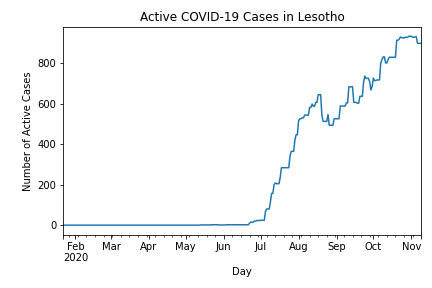 Active COVID-19 Cases in Lesotho
Number of Active Cases
800
600
400
200
0
Feb Mar Apr May Jun Jul Aug Sep Oct Nov
2020
Day